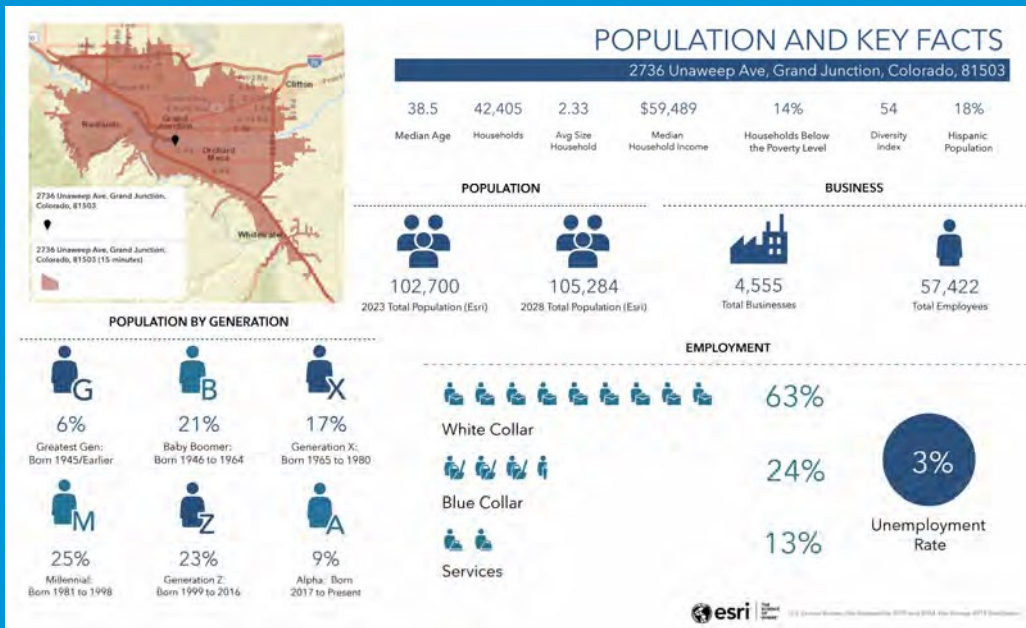 POPULATION AND KEY FACTS
2736 Unaweep Ave, Grand Junction, Colorado, 81503
38.5
Median Age
42,405
Households
2.33
Avg Size
Household
$59,489
Median
Household Income
14%
Households Below
the Poverty Level
54
Diversity
Index
18%
Hispanic
Population
Clifton
Redlands
Grand
Junction
Orchard
Mesa
2736 Unaweep Ave, Grand Junction,
Colorado, 81503
2736 Unaweep Ave, Grand Junction,
Colorado, 81503 (15 minutes)
POPULATION
102,700
2023 Total Population (Esri)
105,284
2028 Total Population (Esri)
BUSINESS
4,555
Total Businesses
57,422
Total Employees
POPULATION BY GENERATION
G
6%
Greatest Gen:
Born 1945/Earlier
B
21%
Baby Boomer:
Born 1946 to 1964
X
17%
Generation X:
Born 1965 to 1980
M
25%
Millennial:
Born 1981 to 1998
Z
23%
Generation Z:
Born 1999 to 2016
A
9%
Alpha: Born
2017 to Present
EMPLOYMENT
63%
White Collar
24%
Blue Collar
13%
Services
3%
Unemployment
Rate
esri
THE
SCIENCE
OF
WHERE